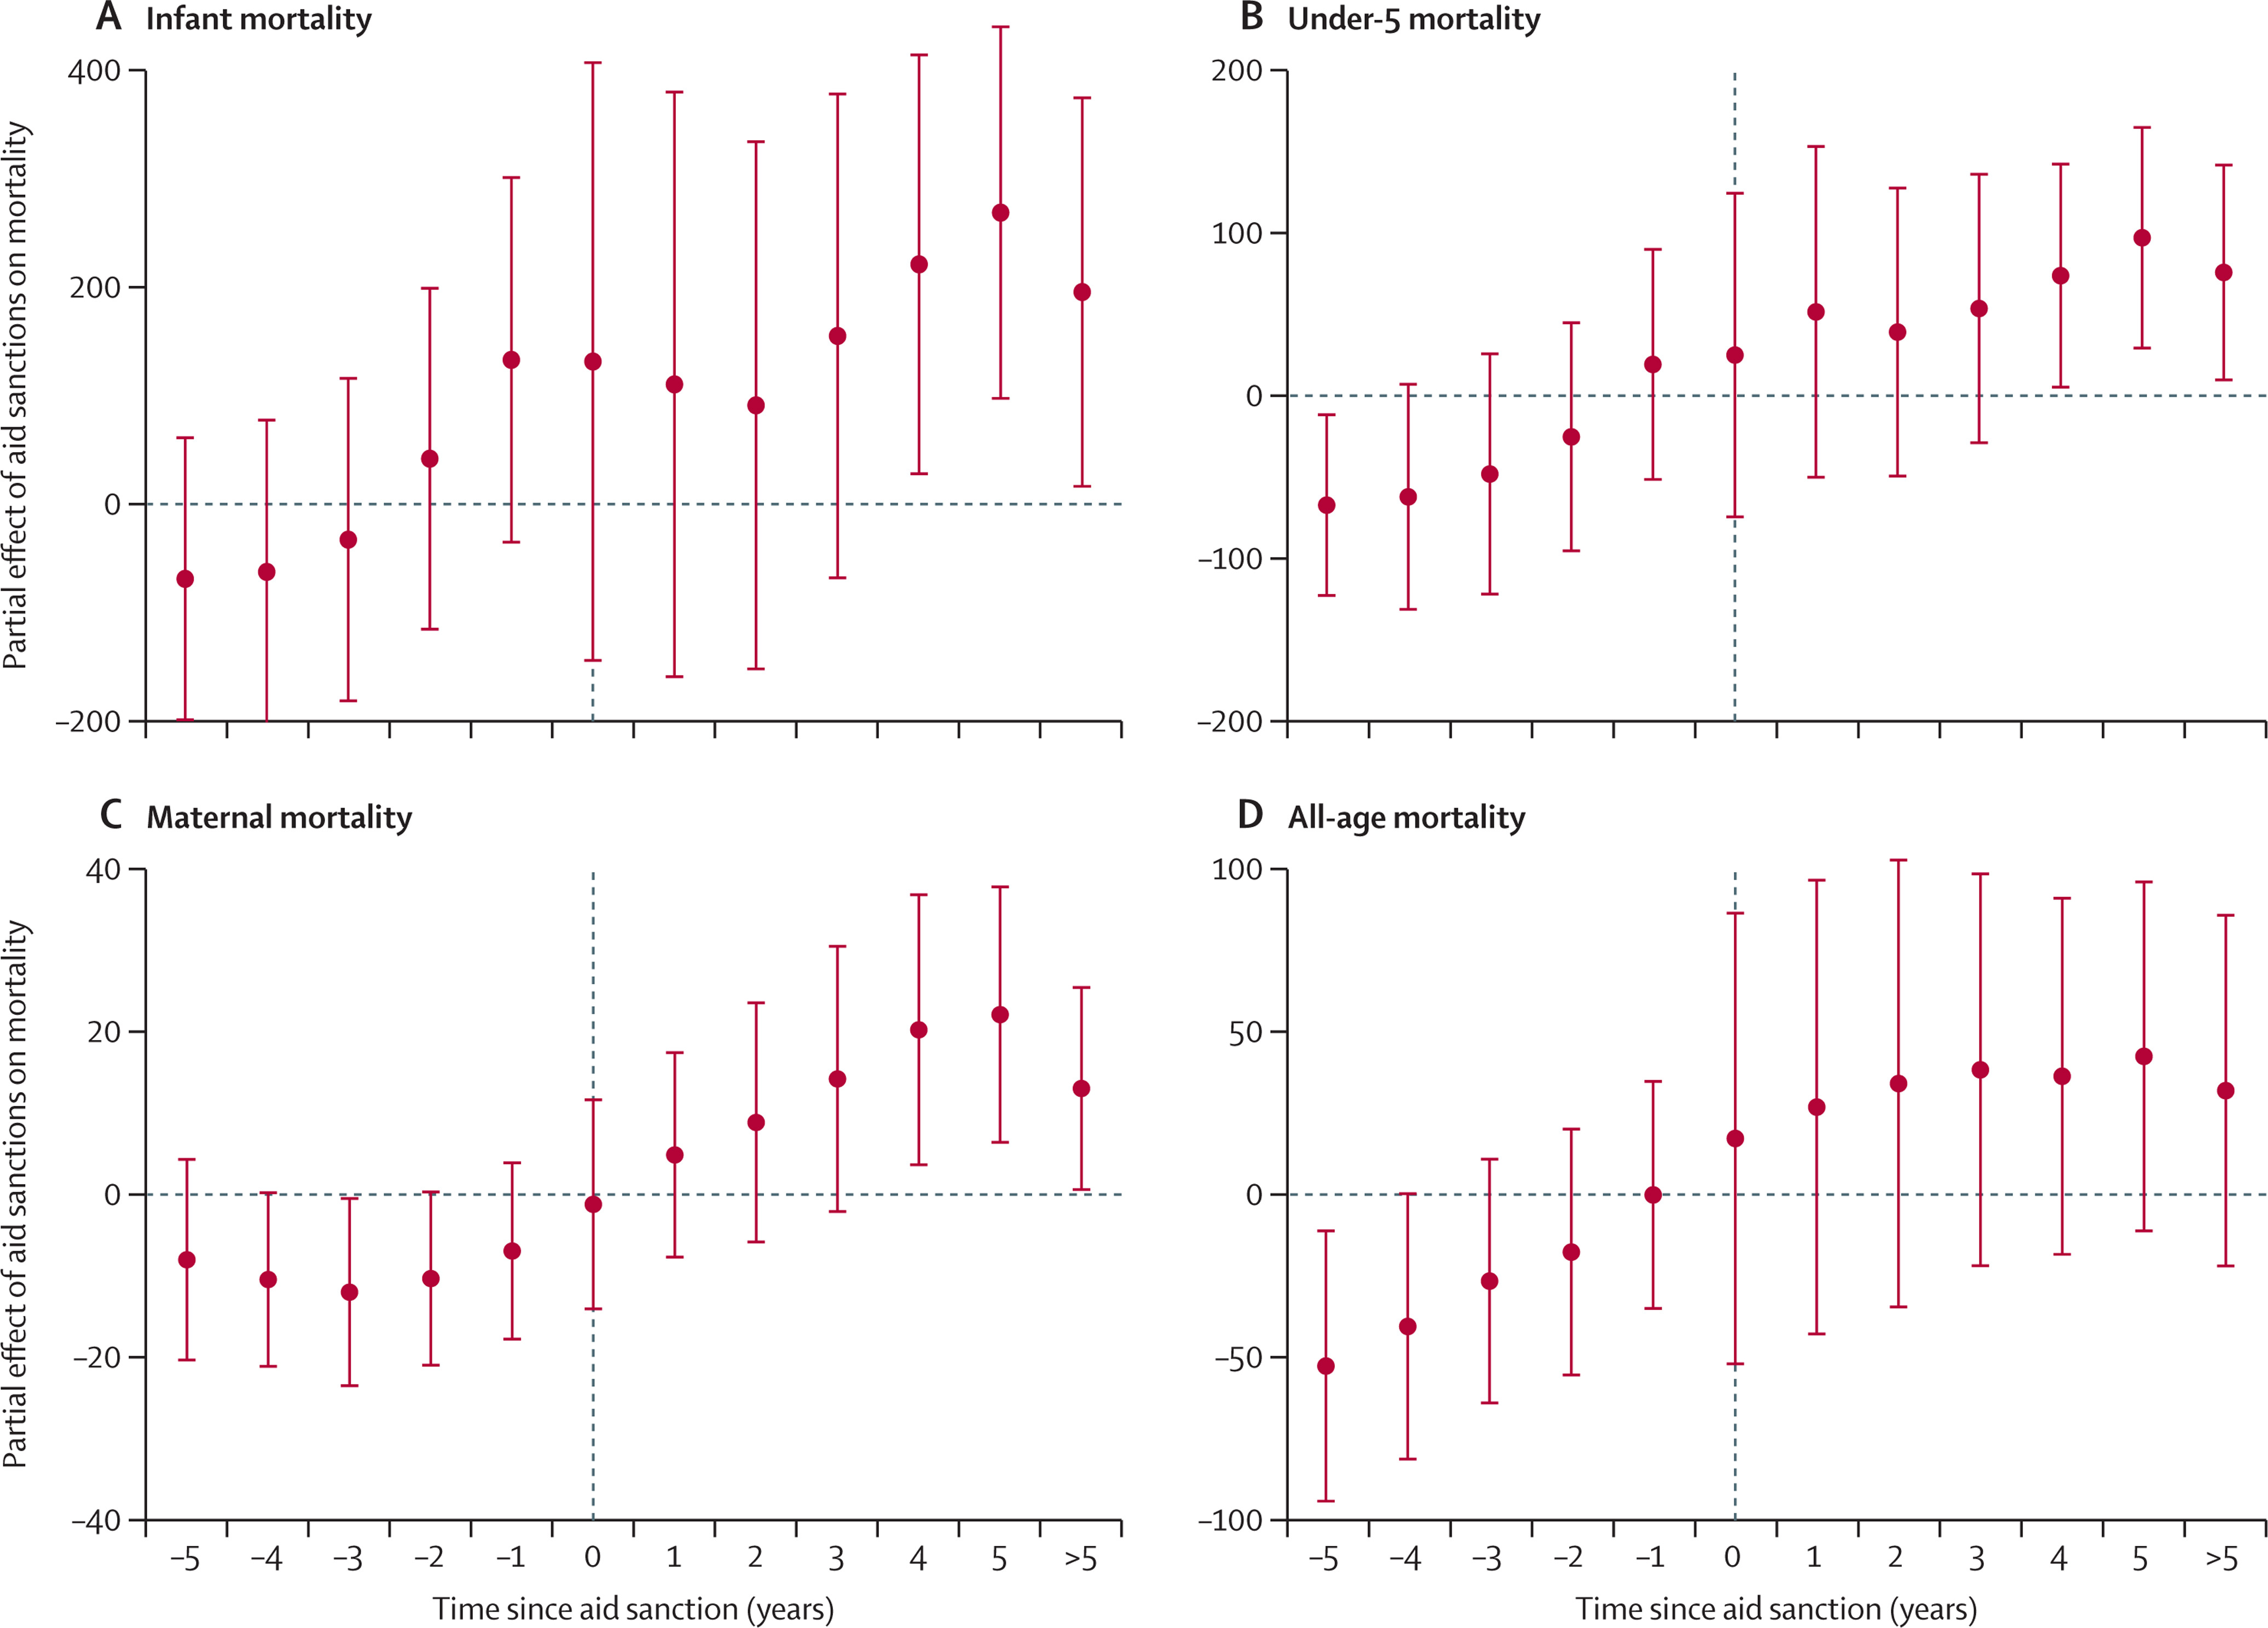 A Infant mortality
Partial effect of aid sanctions on mortality
400
200
0
–200
B Under-5 mortality
200
100
0
–100
–200
C Maternal mortality
Partial effect of aid sanctions on mortality
40
20
0
–20
–40
–5 –4 –3 –2 –1 0 1 2 3 4 5 >5
Time since aid sanction (years)
D All-age mortality
100
50
0
–50
–100
–5 –4 –3 –2 –1 0 1 2 3 4 5 >5
Time since aid sanction (years)